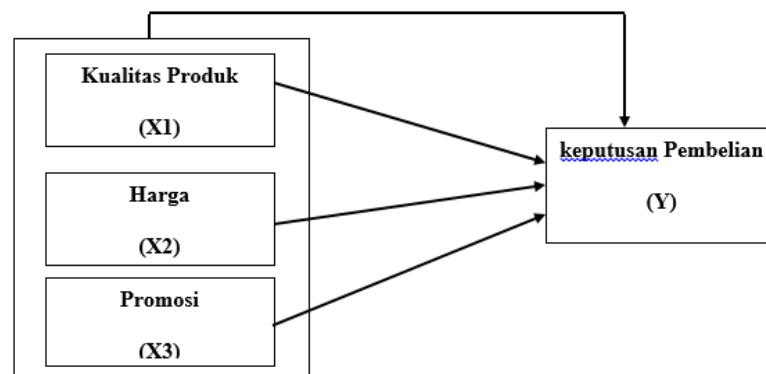 Kualitas Produk
(X1)
Harga
(X2)
Promosi
(X3)
keputusan Pembelian
(Y)